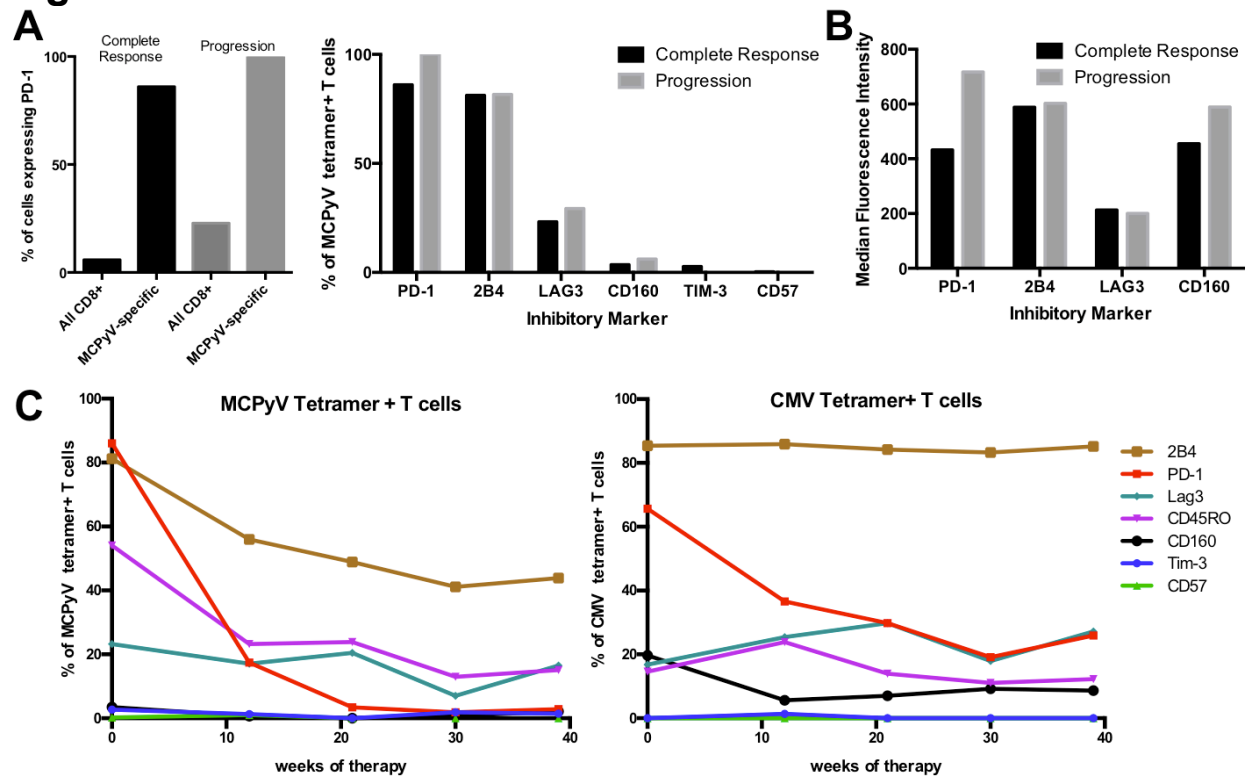 A
% of cells expressing PD-1
Complete
Response
Progression
100
50
0
All CD8+
MCPyV-specific
All CD8+
MCPyV-specific
% of MCPyV tetramer+ T cells
100
50
0
Complete Response
Progression
PD-1 2B4 LAG3 CD160 TIM-3 CD57
Inhibitory Marker
B
Median Fluorescence Intensity
800
600
400
200
0
Complete Response
Progression
PD-1 2B4 LAG3 CD160
Inhibitory Marker
C
MCPyV Tetramer + T cells
% of MCPyV tetramer+ T cells
100
80
60
40
20
0
0 10 20 30 40
weeks of therapy
CMV Tetramer+ T cells
% of CMV tetramer+ T cells
100
80
60
40
20
0
0 10 20 30 40
weeks of therapy
2B4
PD-1
Lag3
CD45RO
CD160
Tim-3
CD57